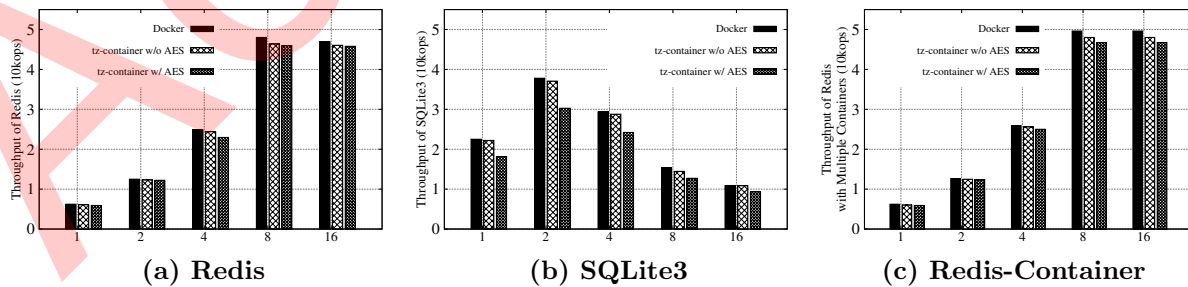 Throughput of Redis (10kops)
0
1
2
3
4
5
Docker
tz-container w/o AES
tz-container w/ AES
1 2 4 8 16
(a) Redis
Throughput of SQLite3 (10kops)
0
1
2
3
4
5
Docker
tz-container w/o AES
tz-container w/ AES
1 2 4 8 16
(b) SQLite3
Throughput of Redis
with Multiple Containers (10kops)
0
1
2
3
4
5
Docker
tz-container w/o AES
tz-container w/ AES
1 2 4 8 16
(c) Redis-Container